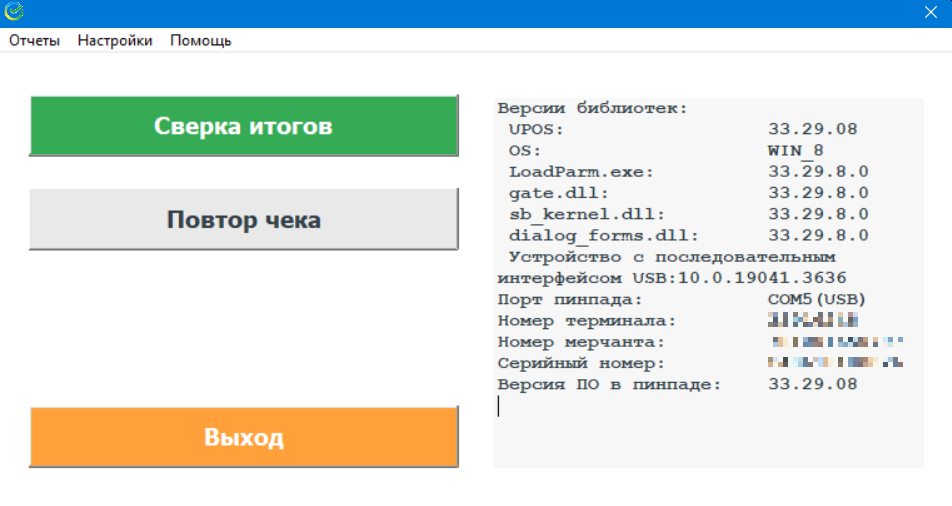 Отчеты Настройки Помощь
Сверка итогов
Повтор чека
Выход
Версии библиотек:
UPOS: 33.29.08
OS: WIN_8
LoadParm.exe: 33.29.8.0
gate.dll: 33.29.8.0
sb_kernel.dll: 33.29.8.0
dialog_forms.dll: 33.29.8.0
Устройство с последовательным
интерфейсом USB:10.0.19041.3636
Порт пинпада: COM5(USB)
Номер терминала:
Номер мерчанта:
Серийный номер:
Версия ПО в пинпаде: 33.29.08